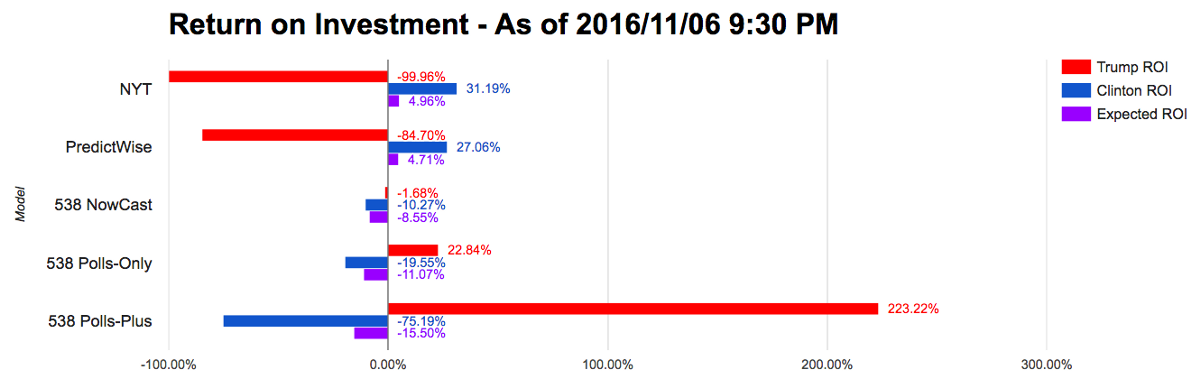 Return on Investment - As of 2016/11/06 9:30 PM
Trump ROI
Clinton ROI
Expected ROI
Model
NYT
-99.96%
31.19%
4.96%
PredictWise
-84.70%
27.06%
4.71%
538 NowCast
-1.68%
-10.27%
-8.55%
538 Polls-Only
22.84%
-19.55%
-11.07%
538 Polls-Plus
223.22%
-75.19%
-15.50%
-100.00% 0.00% 100.00% 200.00% 300.00%